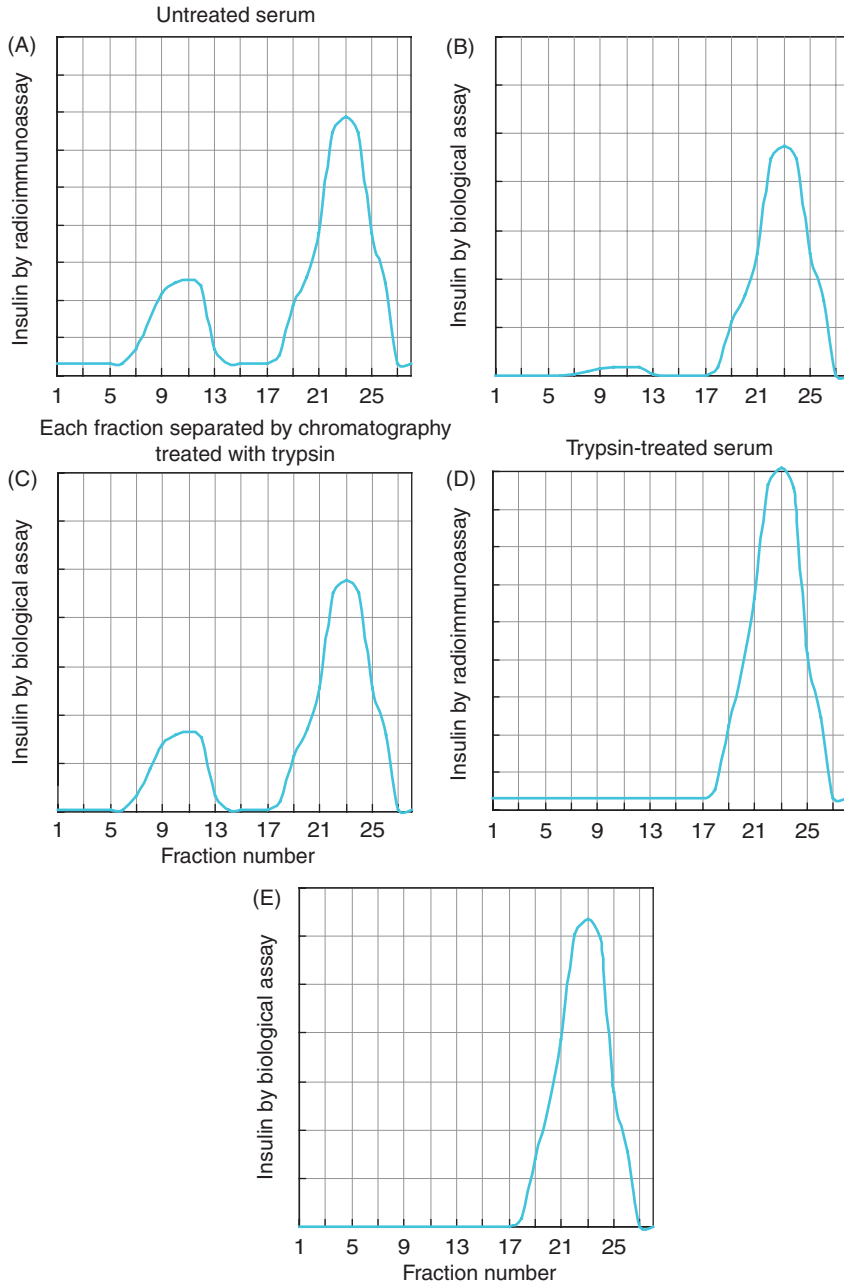 Untreated serum
(A)
Insulin by radioimmunoassay
1 5 9 13 17 21 25
(B)
Insulin by biological assay
1 5 9 13 17 21 25
Each fraction separated by chromatography
treated with trypsin
(C)
Insulin by biological assay
1 5 9 13 17 21 25
Fraction number
Trypsin-treated serum
(D)
Insulin by radioimmunoassay
1 5 9 13 17 21 25
(E)
Insulin by biological assay
1 5 9 13 17 21 25
Fraction number